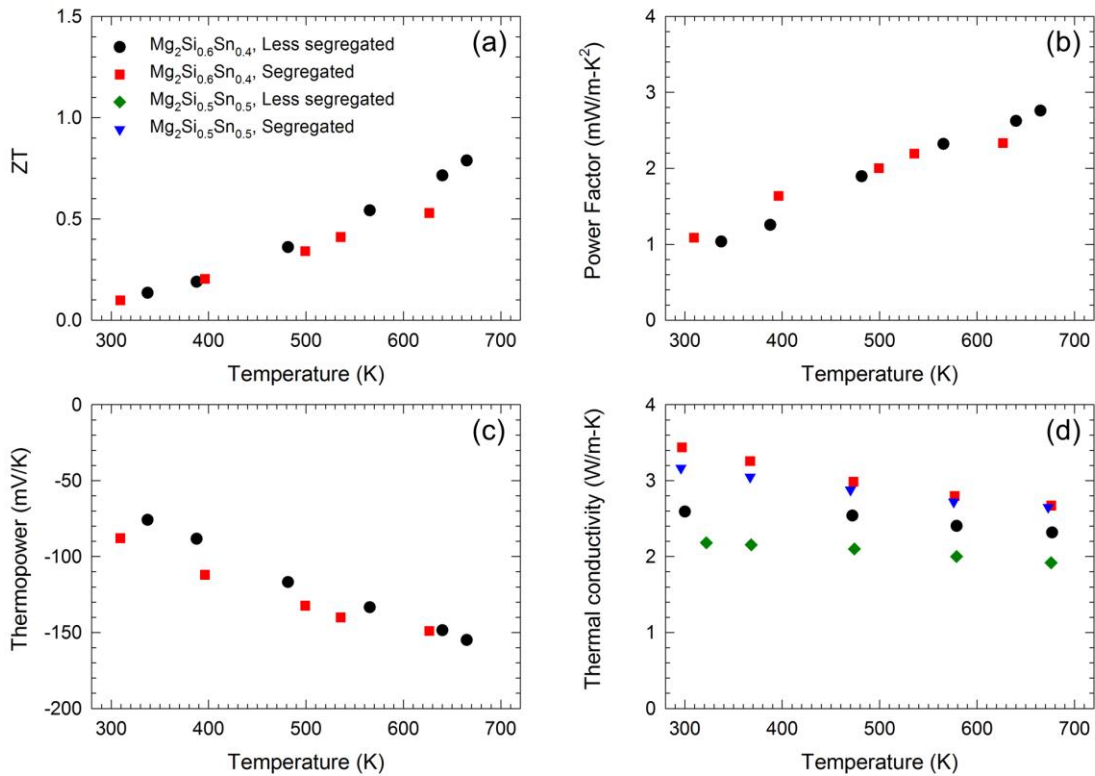 (a)
Mg2Si0.6Sn0.4, Less segregated
Mg2Si0.6Sn0.4, Segregated
Mg2Si0.5Sn0.5, Less segregated
Mg2Si0.5Sn0.5, Segregated
ZT
1.5
1.0
0.5
0.0
300 400 500 600 700
Temperature (K)
(b)
Power Factor (mW/m-K²)
4
3
2
1
0
300 400 500 600 700
Temperature (K)
(c)
Thermopower (mV/K)
0
-50
-100
-150
-200
300 400 500 600 700
Temperature (K)
(d)
Thermal conductivity (W/m-K)
4
3
2
1
0
300 400 500 600 700
Temperature (K)